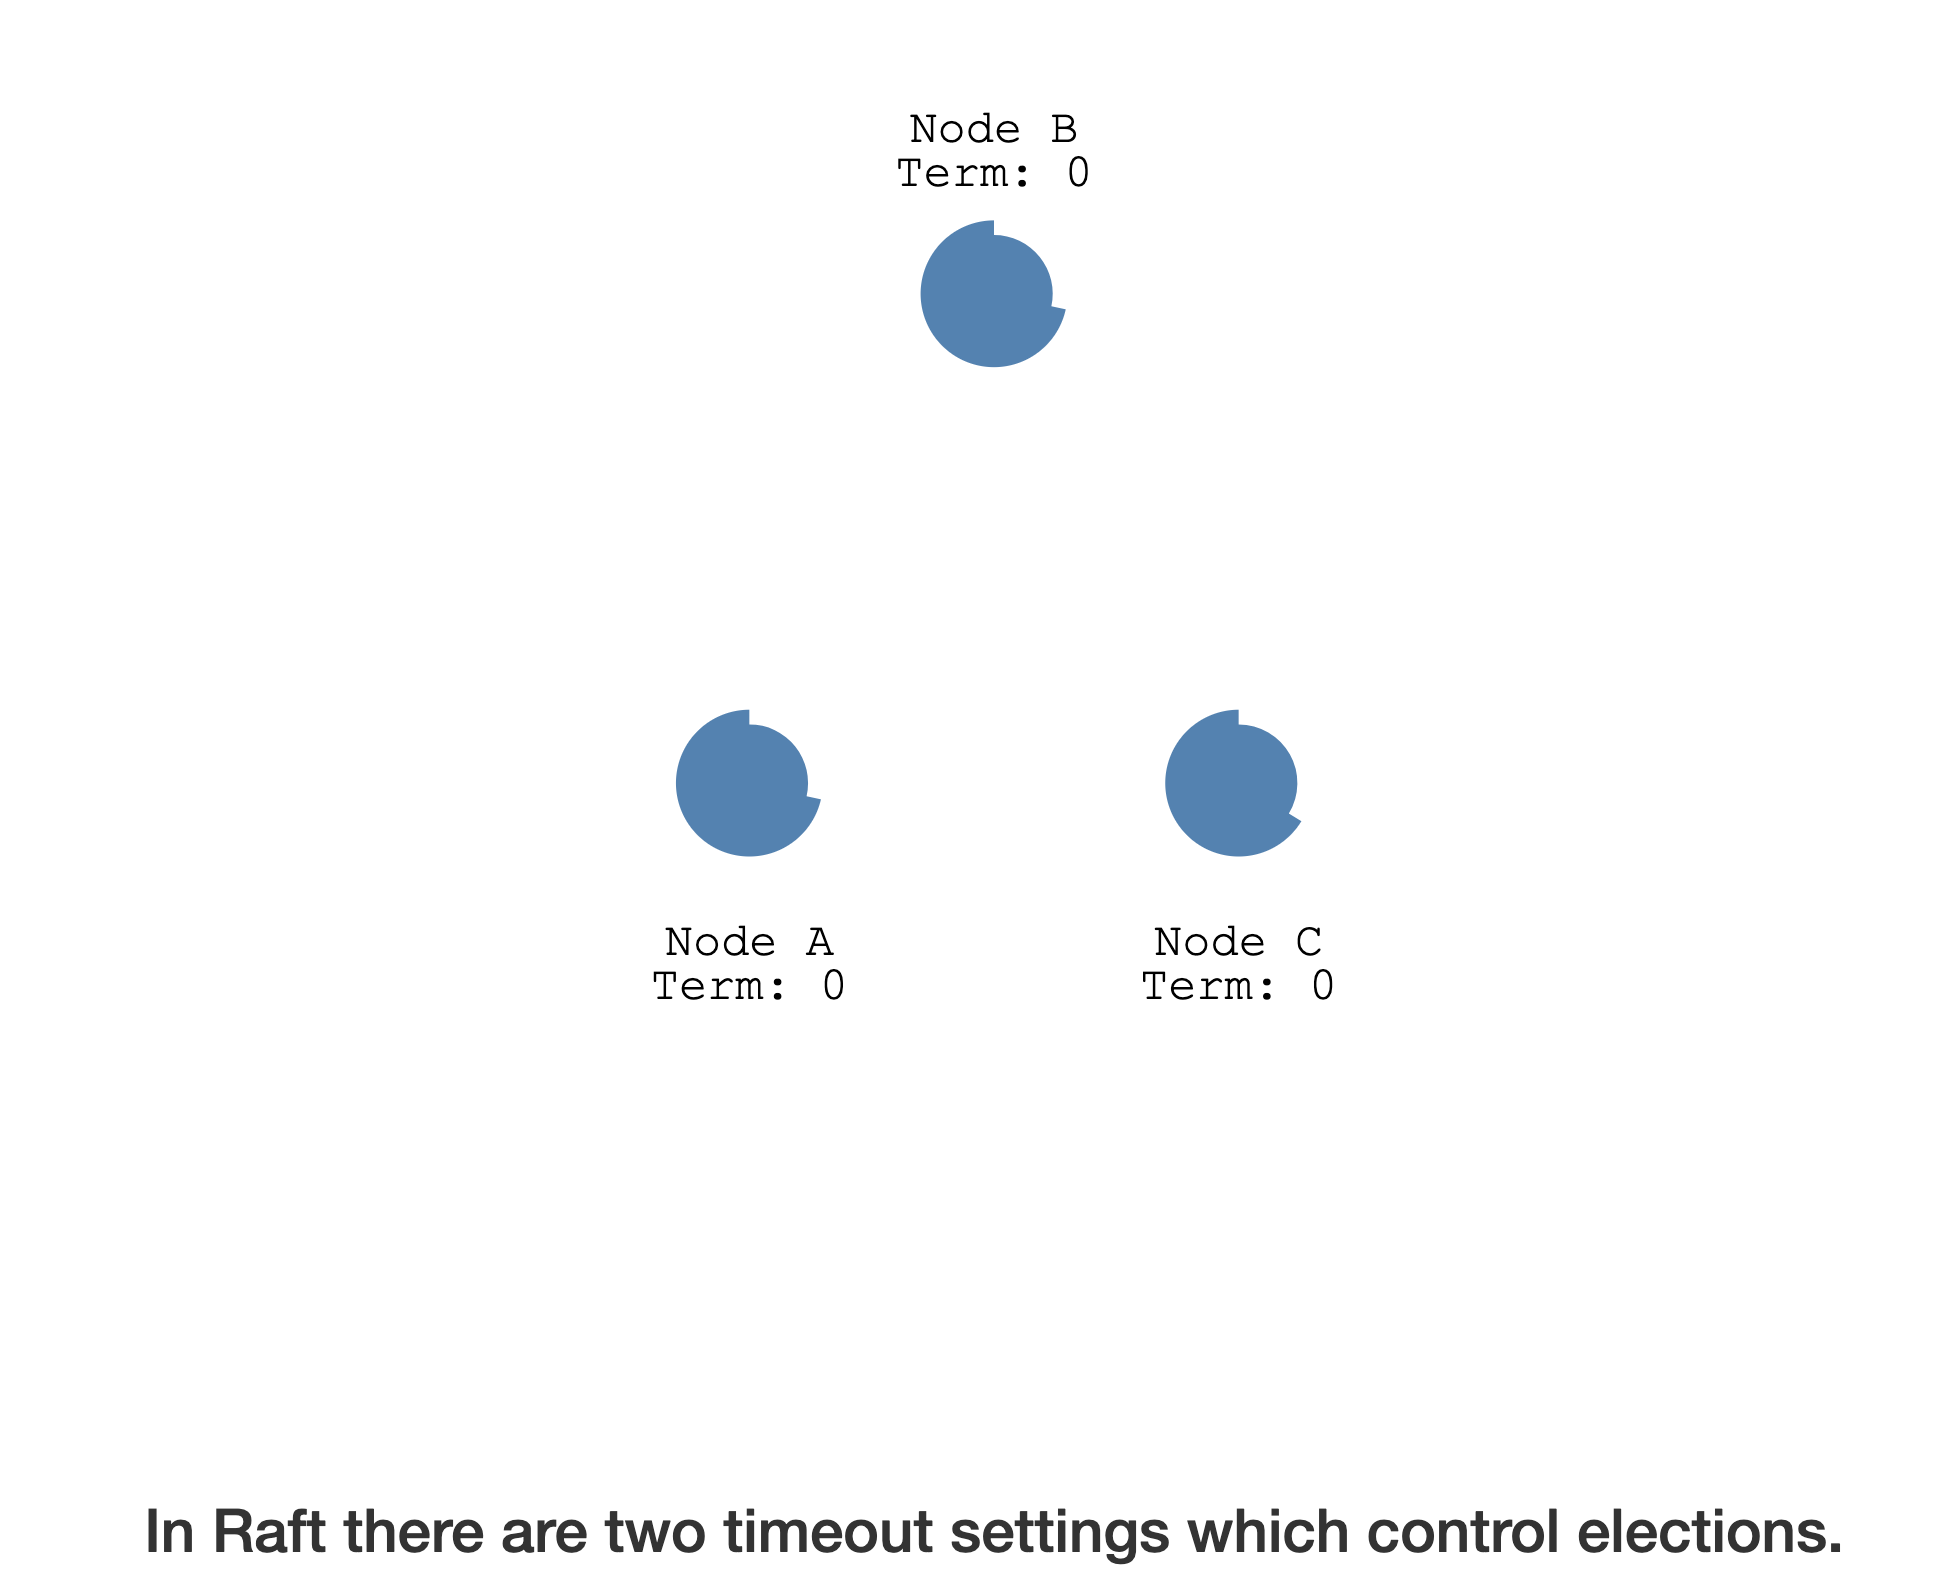 Node B
Term: 0
Node A
Term: 0
Node C
Term: 0
In Raft there are two timeout settings which control elections.